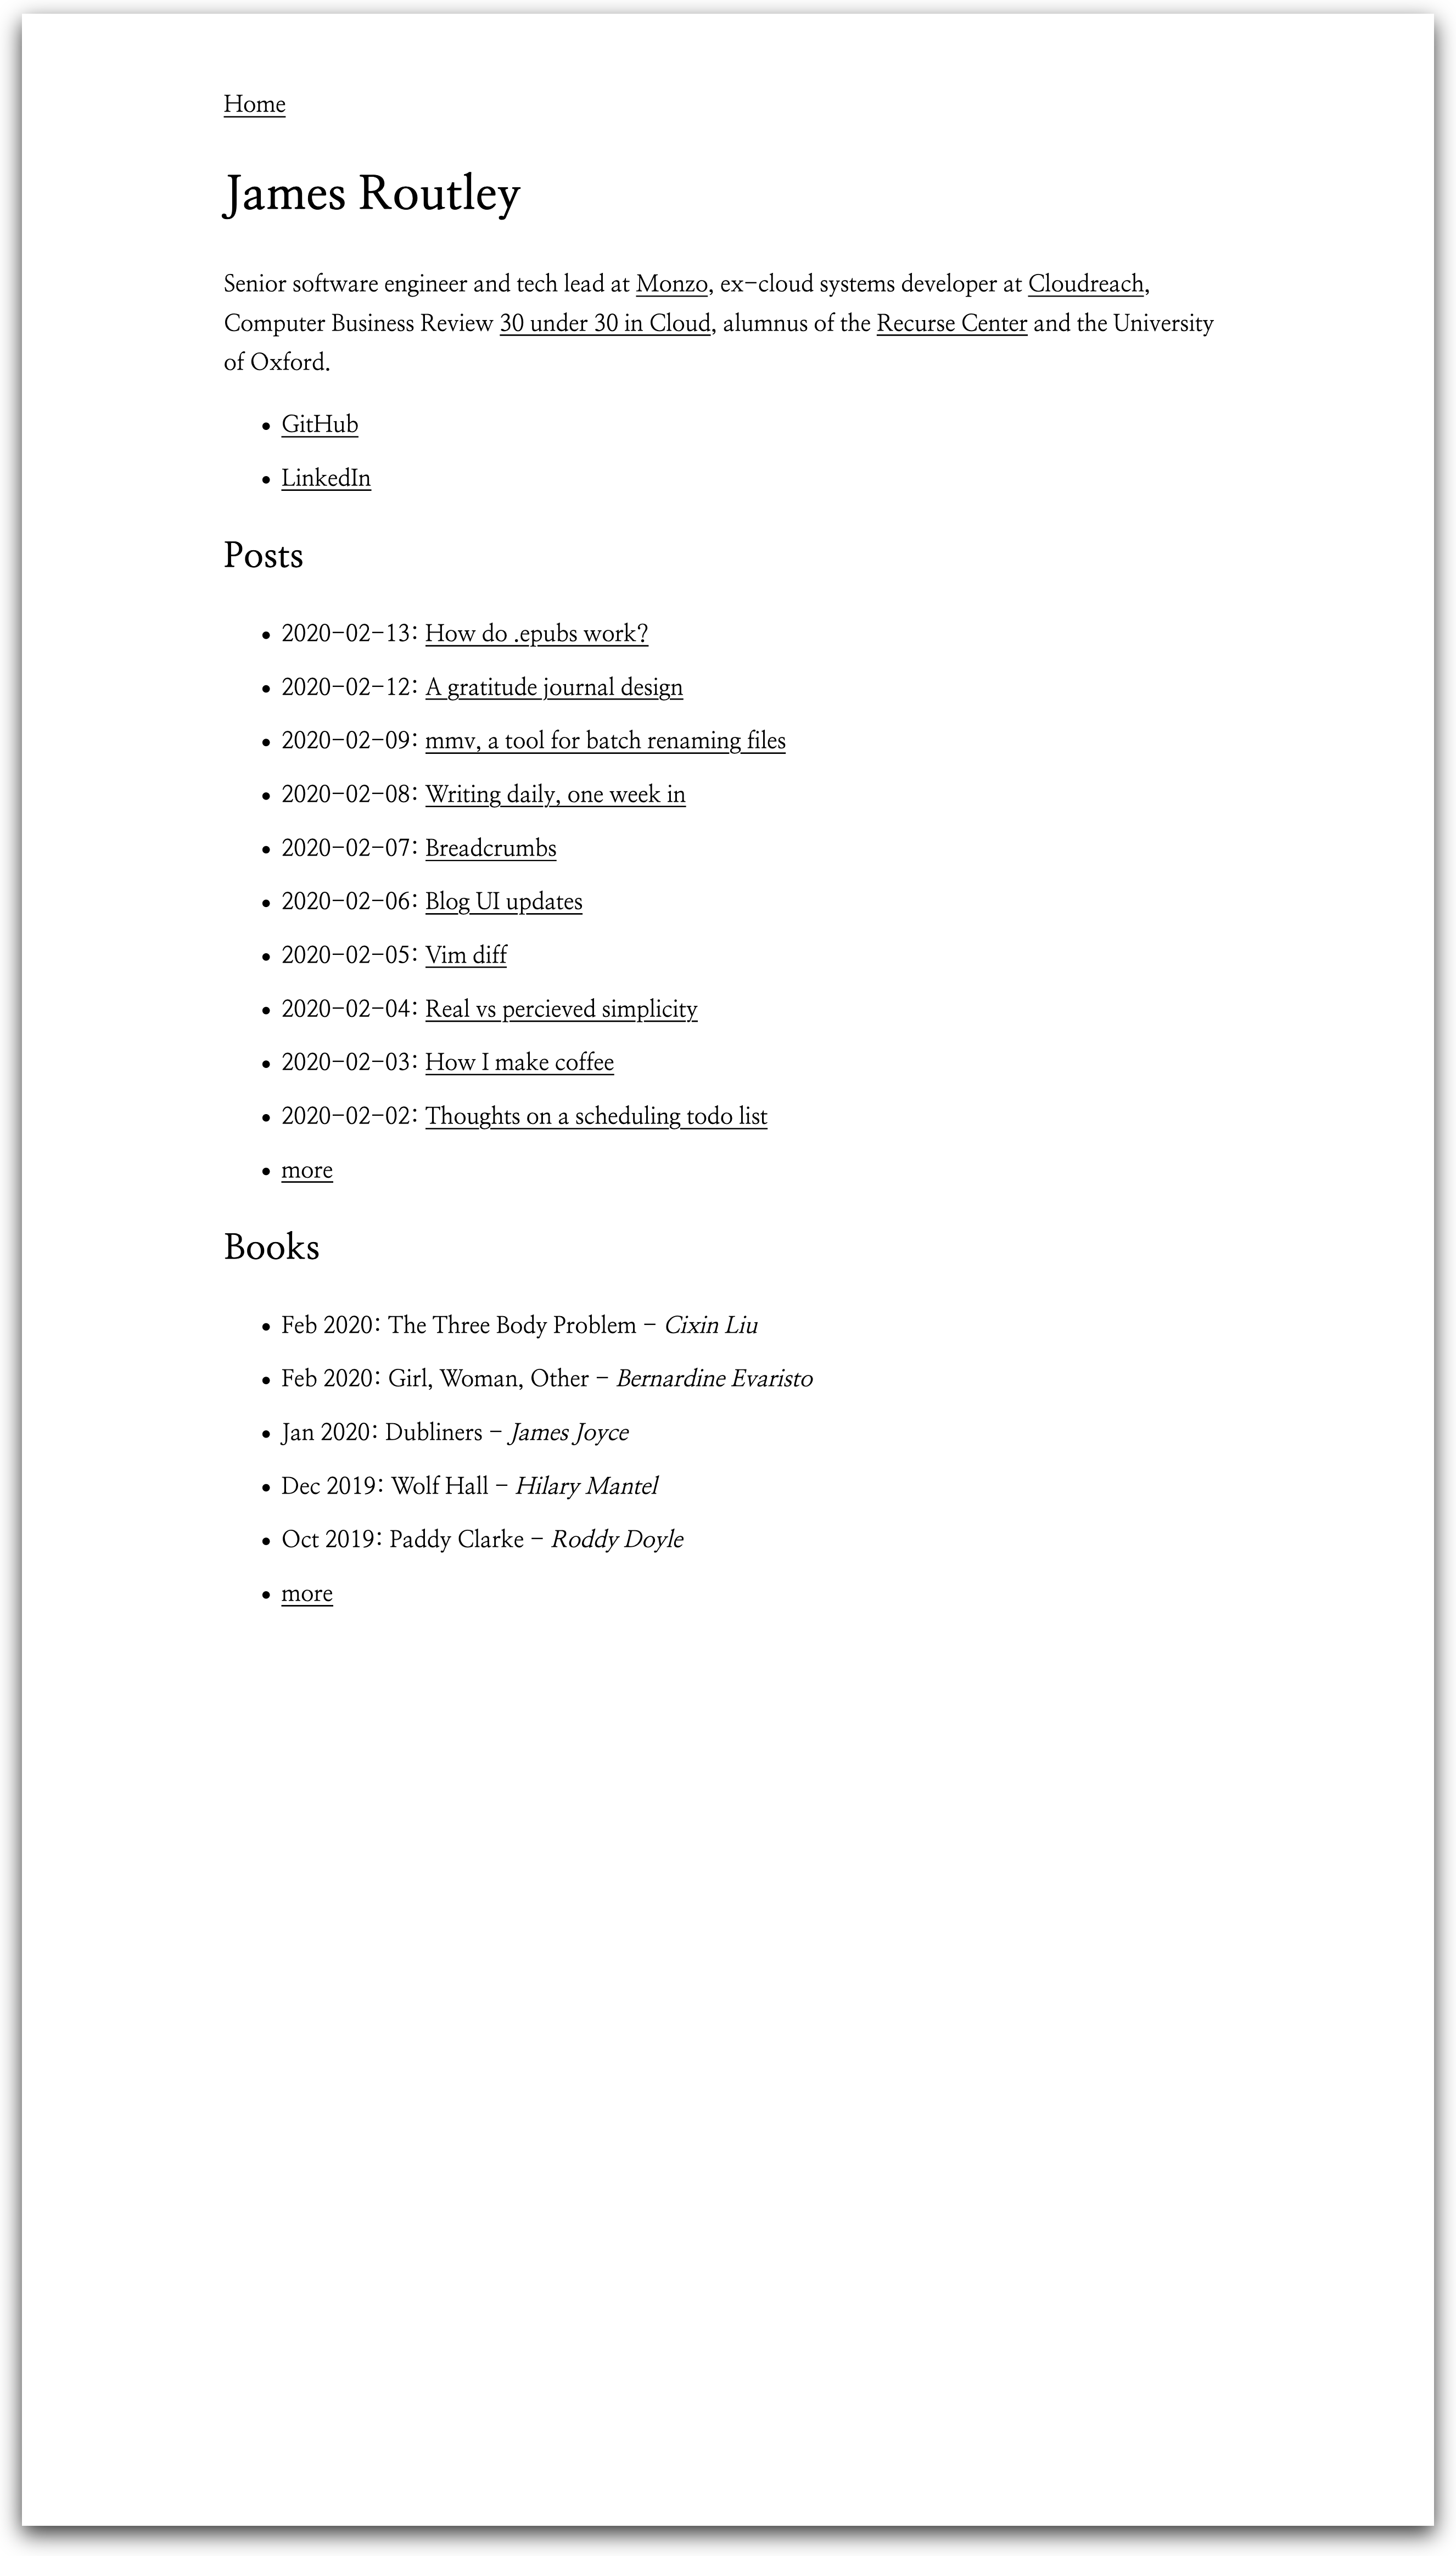 Home
James Routley
Senior software engineer and tech lead at Monzo, ex-cloud systems developer at Cloudreach,
Computer Business Review 30 under 30 in Cloud, alumnus of the Recurse Center and the University
of Oxford.
• GitHub
• LinkedIn
Posts
• 2020-02-13: How do .epubs work?
• 2020-02-12: A gratitude journal design
• 2020-02-09: mmv, a tool for batch renaming files
• 2020-02-08: Writing daily, one week in
• 2020-02-07: Breadcrumbs
• 2020-02-06: Blog UI updates
• 2020-02-05: Vim diff
• 2020-02-04: Real vs percieved simplicity
• 2020-02-03: How I make coffee
• 2020-02-02: Thoughts on a scheduling todo list
• more
Books
• Feb 2020: The Three Body Problem - Cixin Liu
• Feb 2020: Girl, Woman, Other - Bernardine Evaristo
• Jan 2020: Dubliners - James Joyce
• Dec 2019: Wolf Hall - Hilary Mantel
• Oct 2019: Paddy Clarke - Roddy Doyle
• more